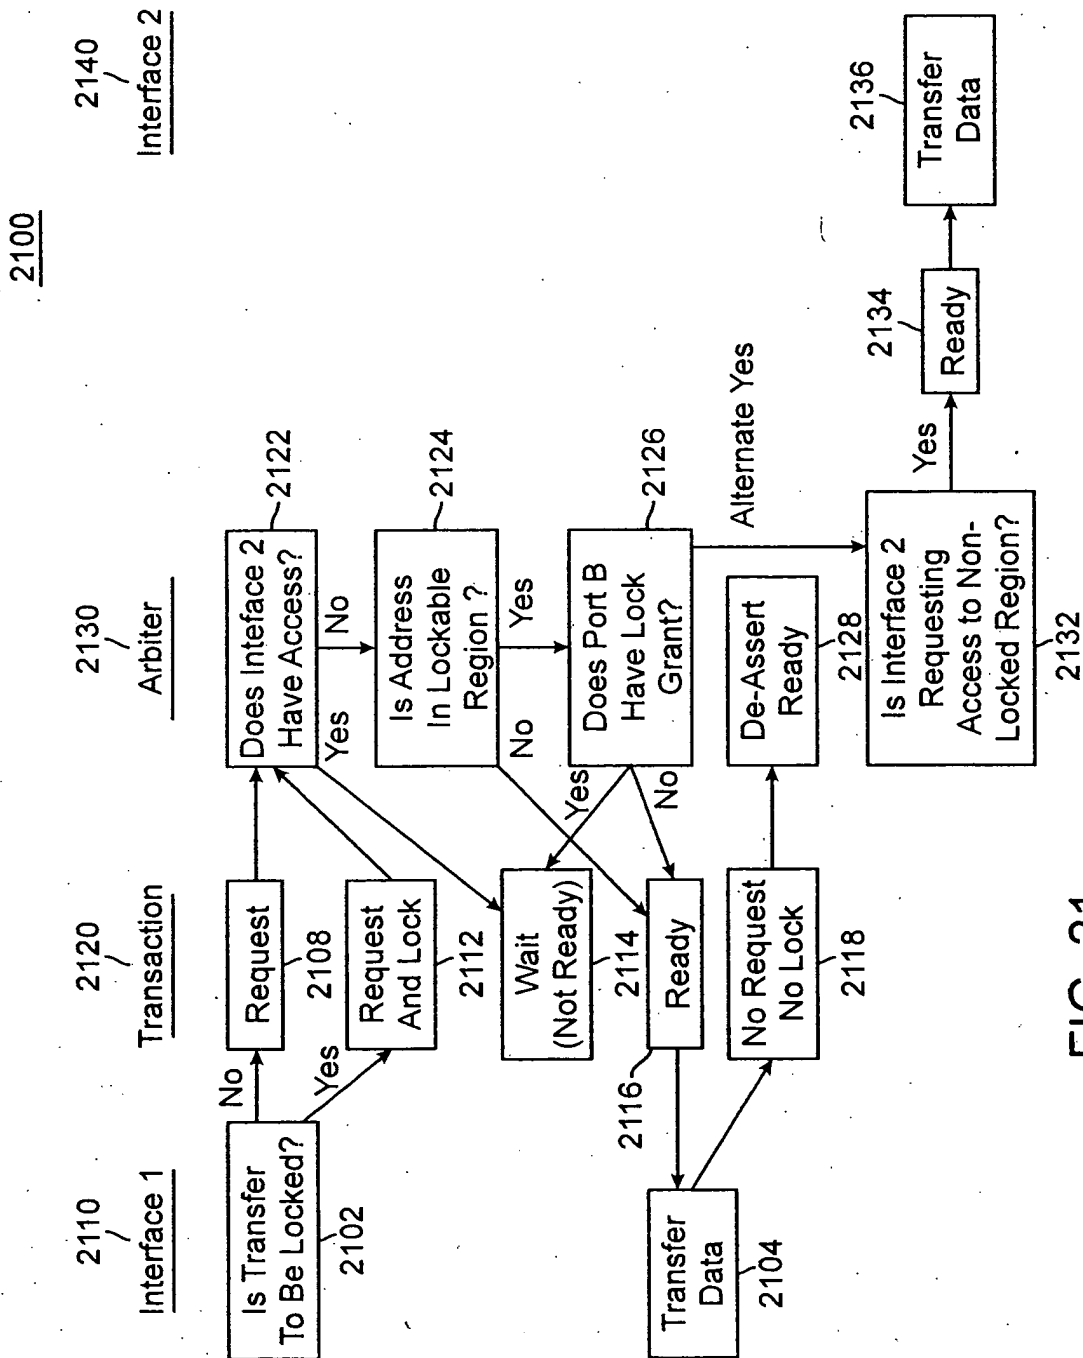 2100
2110
Interface 1
2120
Transaction
2130
Arbiter
2140
Interface 2
Is Transfer
To Be Locked?
2102
No
Yes
Request
2108
Request
And Lock
2112
Does Inteface 2
Have Access?
2122
Yes
No
Is Address
In Lockable
Region ?
2124
No
Yes
Does Port B
Have Lock
Grant?
2126
Yes
No
Alternate Yes
Wait
(Not Ready)
2114
Ready
2116
Transfer
Data
2104
No Request
No Lock
2118
De-Assert
Ready
2128
Is Interface 2
Requesting
Access to Non-
Locked Region?
2132
Yes
Ready
2134
Transfer
Data
2136